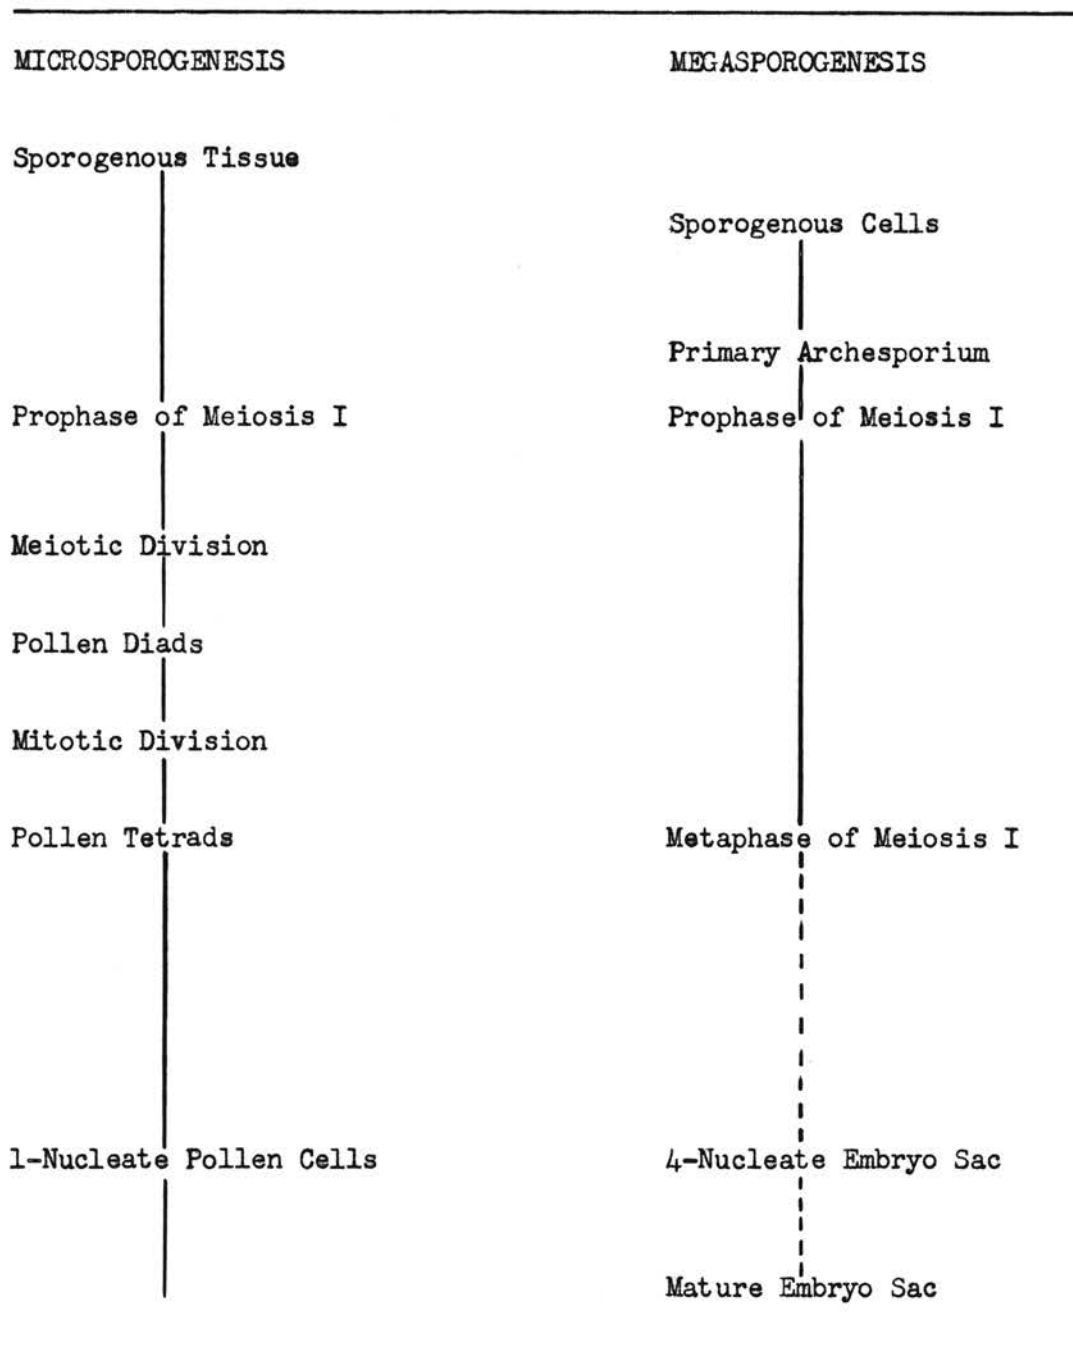 MICROSPOROGENESIS
Sporogenous Tissue
Prophase of Meiosis I
Meiotic Division
Pollen Diads
Mitotic Division
Pollen Tetrads
1-Nucleate Pollen Cells
MEGASPOROGENESIS
Sporogenous Cells
Primary Archesporium
Prophase of Meiosis I
Metaphase of Meiosis I
4-Nucleate Embryo Sac
Mature Embryo Sac